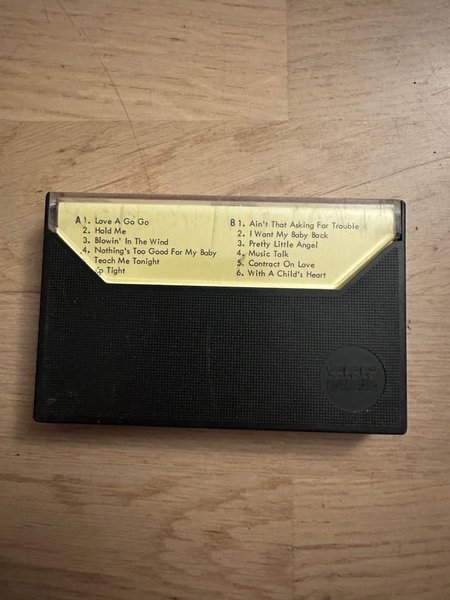 A 1. Love A Go Go
2. Hold Me
3. Blowin' In The Wind
4. Nothing's Too Good For My Baby
Teach Me Tonight
p Tight
B 1. Ain't That Asking For Trouble
2. I Want My Baby Back
3. Pretty Little Angel
4. Music Talk
5. Contract On Love
6. With A Child's Heart